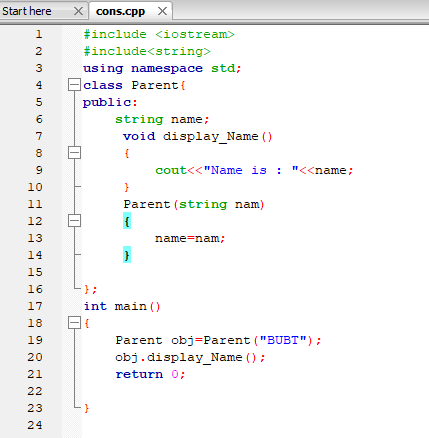 Start here cons.cpp
1 #include <iostream>
2 #include<string>
3 using namespace std;
4 class Parent{
5 public:
6 string name;
7 void display_Name()
8 {
9 cout<<"Name is : "<<name;
10 }
11 Parent(string nam)
12 {
13 name=nam;
14 }
15
16 };
17 int main()
18 {
19 Parent obj=Parent("BUBT");
20 obj.display_Name();
21 return 0;
22
23 }
24